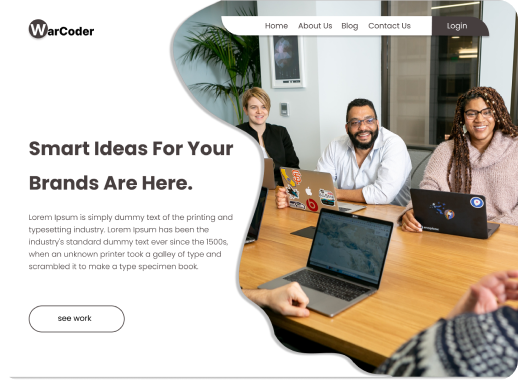 WarCoder
Home About Us Blog Contact Us Login
Smart Ideas For Your
Brands Are Here.
Lorem Ipsum is simply dummy text of the printing and
typesetting industry. Lorem Ipsum has been the
industry's standard dummy text ever since the 1500s,
when an unknown printer took a galley of type and
scrambled it to make a type specimen book.
see work